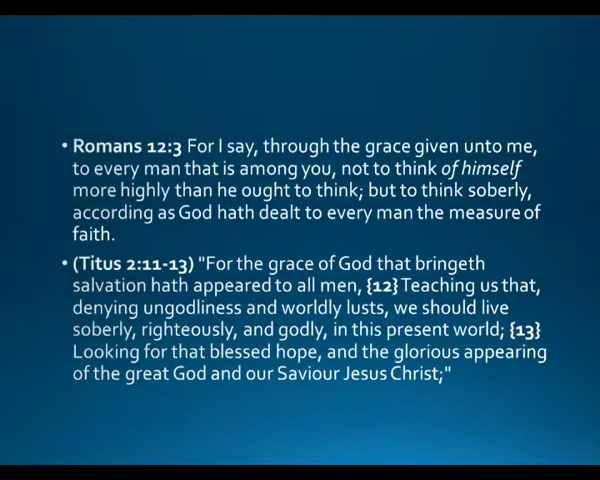 • Romans 12:3 For I say, through the grace given unto me,
to every man that is among you, not to think of himself
more highly than he ought to think; but to think soberly,
according as God hath dealt to every man the measure of
faith.
• (Titus 2:11-13) "For the grace of God that bringeth
salvation hath appeared to all men, {12} Teaching us that,
denying ungodliness and worldly lusts, we should live
soberly, righteously, and godly, in this present world; {13}
Looking for that blessed hope, and the glorious appearing
of the great God and our Saviour Jesus Christ;"